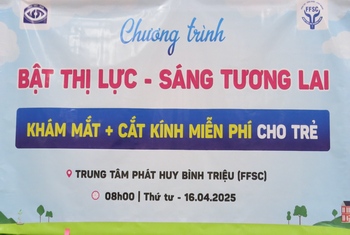 FFSC
Chương trình
BẬT THỊ LỰC - SÁNG TƯƠNG LAI
KHÁM MẮT + CẮT KÍNH MIỄN PHÍ CHO TRẺ
TRUNG TÂM PHÁT HUY BÌNH TRIỆU (FFSC)
08h00 | Thứ tư - 16.04.2025